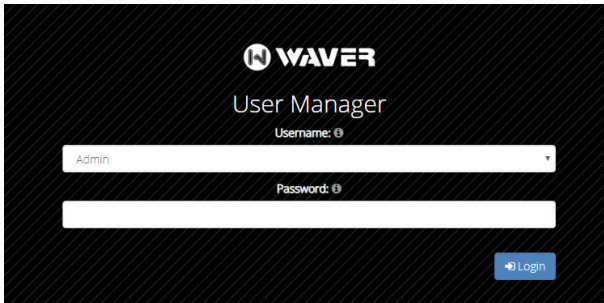 WAVER
User Manager
Username:
Admin
Password:
Login